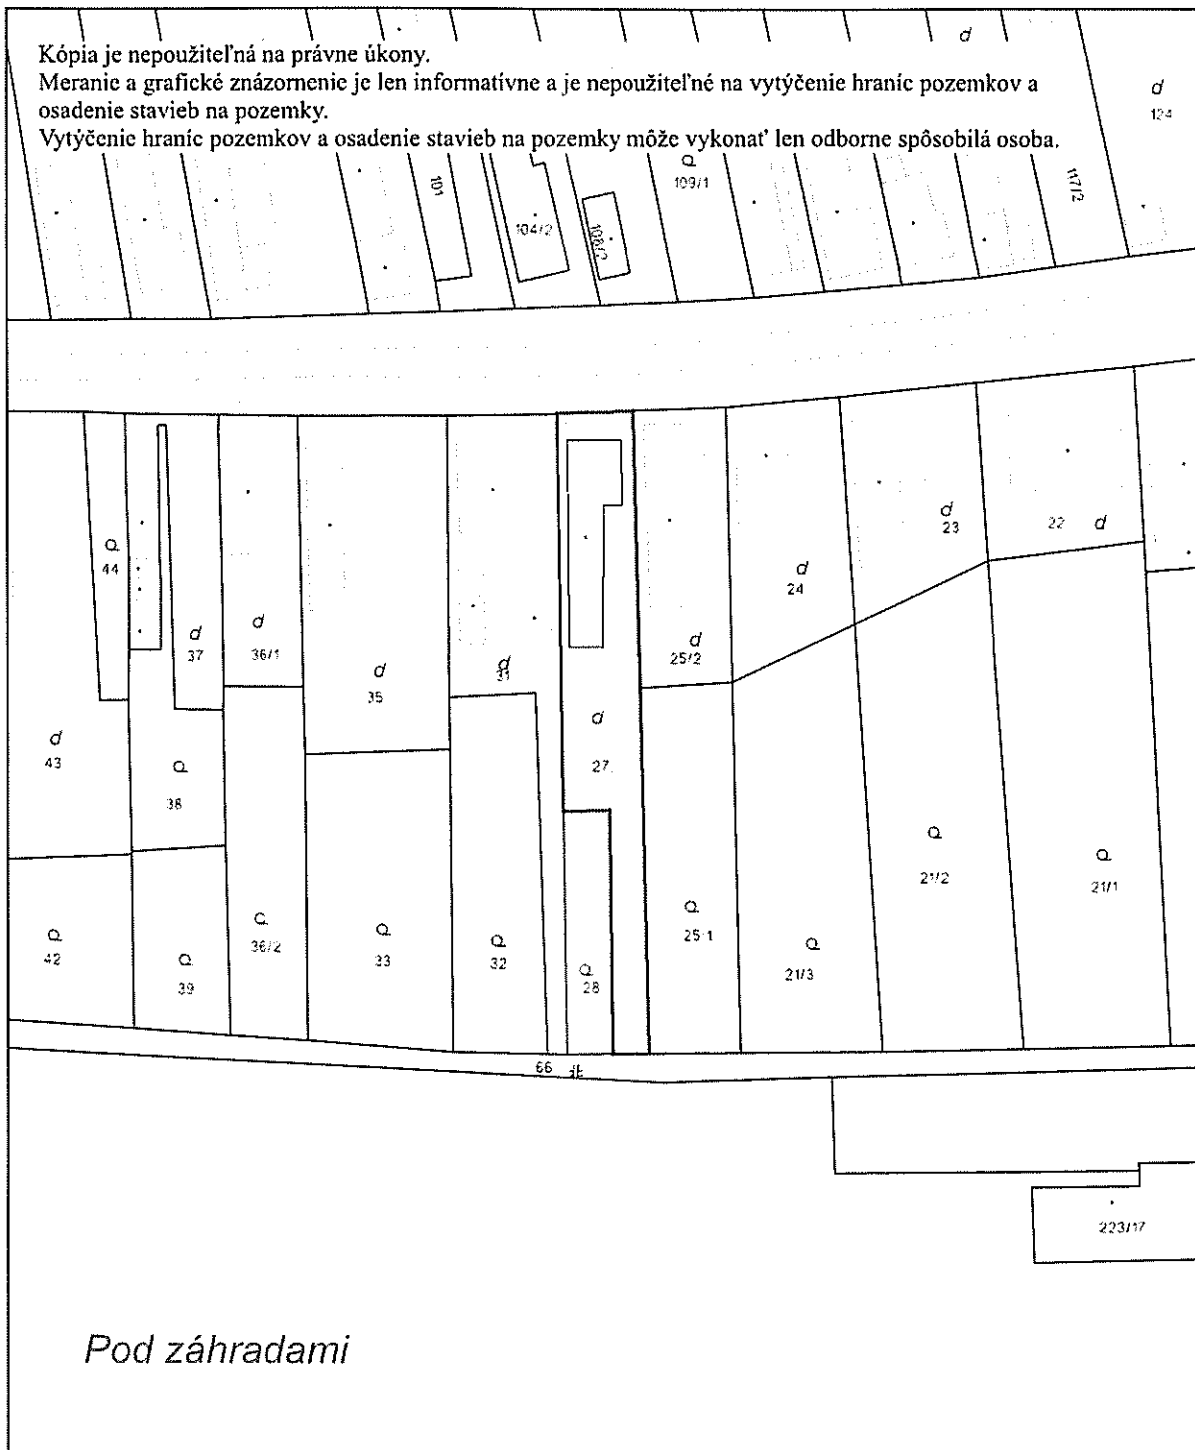 Kópia je nepoužiteľná na právne úkony.
Meranie a grafické znázornenie je len informatívne a je nepoužiteľné na vytýčenie hraníc pozemkov a
osadenie stavieb na pozemky.
Vytýčenie hraníc pozemkov a osadenie stavieb na pozemky môže vykonať len odborne spôsobilá osoba.
d
d
124
101
104/2
108/2
109/1
117/2
44
d
37
d
36/1
d
35
d
31
d
25/2
d
24
d
23
22 d
d
43
38
d
27
42
39
36/2
33
32
28
25/1
21/3
21/2
21/1
66
223/17
Pod záhradami